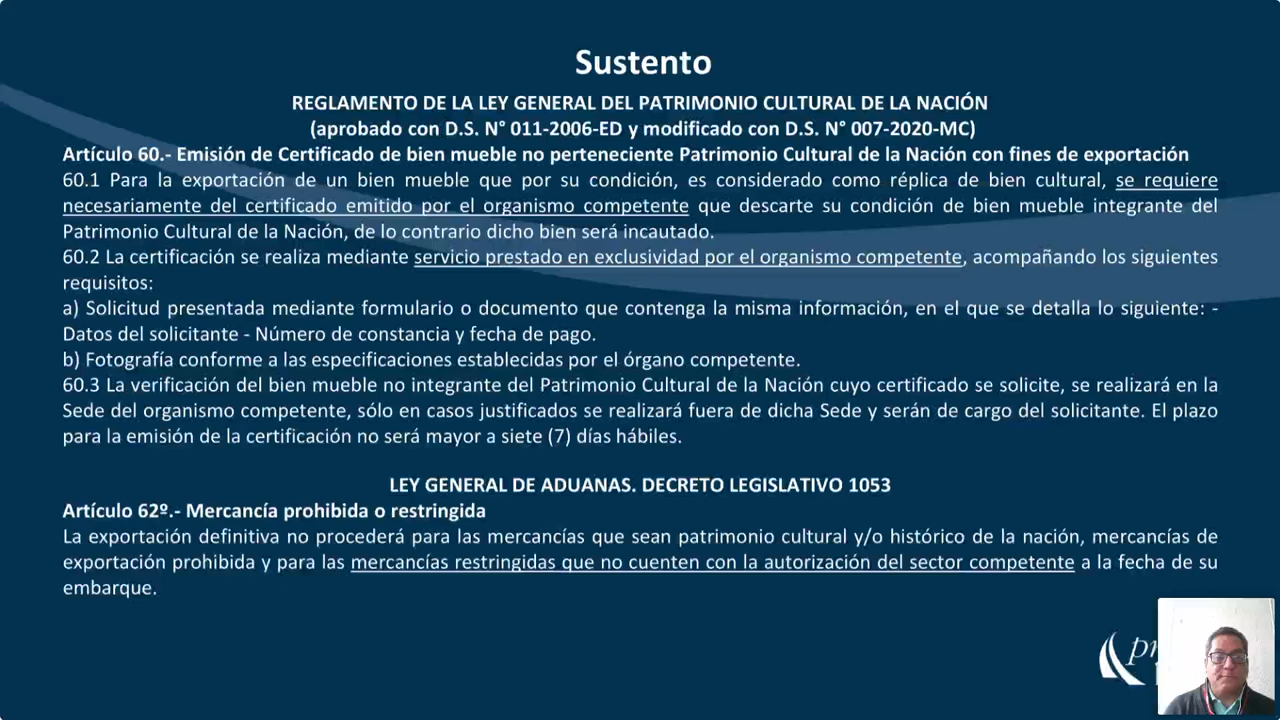 Sustento
REGLAMENTO DE LA LEY GENERAL DEL PATRIMONIO CULTURAL DE LA NACIÓN
(aprobado con D.S. N° 011-2006-ED y modificado con D.S. N° 007-2020-MC)
Artículo 60.- Emisión de Certificado de bien mueble no perteneciente Patrimonio Cultural de la Nación con fines de exportación
60.1 Para la exportación de un bien mueble que por su condición, es considerado como réplica de bien cultural, se requiere
necesariamente del certificado emitido por el organismo competente que descarte su condición de bien mueble integrante del
Patrimonio Cultural de la Nación, de lo contrario dicho bien será incautado.
60.2 La certificación se realiza mediante servicio prestado en exclusividad por el organismo competente, acompañando los siguientes
requisitos:
a) Solicitud presentada mediante formulario o documento que contenga la misma información, en el que se detalla lo siguiente: -
Datos del solicitante - Número de constancia y fecha de pago.
b) Fotografía conforme a las especificaciones establecidas por el órgano competente.
60.3 La verificación del bien mueble no integrante del Patrimonio Cultural de la Nación cuyo certificado se solicite, se realizará en la
Sede del organismo competente, sólo en casos justificados se realizará fuera de dicha Sede y serán de cargo del solicitante. El plazo
para la emisión de la certificación no será mayor a siete (7) días hábiles.
LEY GENERAL DE ADUANAS. DECRETO LEGISLATIVO 1053
Artículo 62º.- Mercancía prohibida o restringida
La exportación definitiva no procederá para las mercancías que sean patrimonio cultural y/o histórico de la nación, mercancías de
exportación prohibida y para las mercancías restringidas que no cuenten con la autorización del sector competente a la fecha de su
embarque.